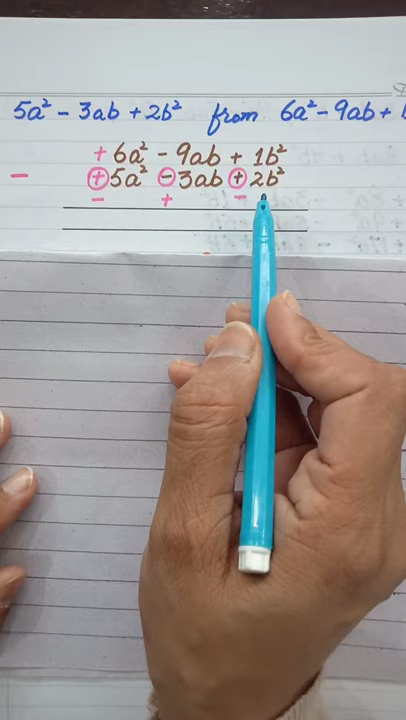 5a² - 3ab + 2b² from 6a² - 9ab + b
+ 6a² - 9ab + 1b²
- + 5a² - 3ab + 2b²
- + -